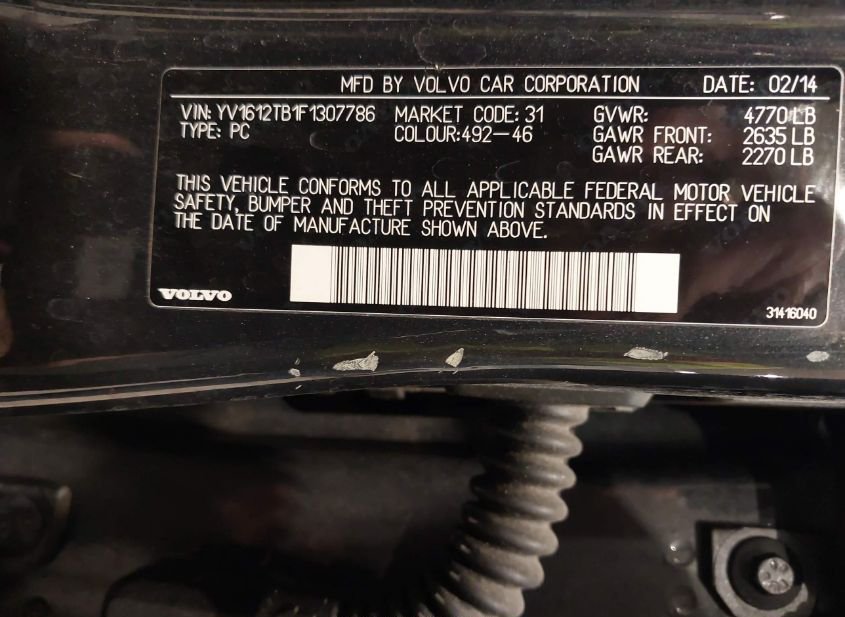 MFD BY VOLVO CAR CORPORATION DATE: 02/14
VIN: YV1612TB1F1307786 MARKET CODE: 31 GVWR: 4770 LB
TYPE: PC COLOUR:492-46 GAWR FRONT: 2635 LB
GAWR REAR: 2270 LB
THIS VEHICLE CONFORMS TO ALL APPLICABLE FEDERAL MOTOR VEHICLE
SAFETY, BUMPER AND THEFT PREVENTION STANDARDS IN EFFECT ON
THE DATE OF MANUFACTURE SHOWN ABOVE.
VOLVO
31416040